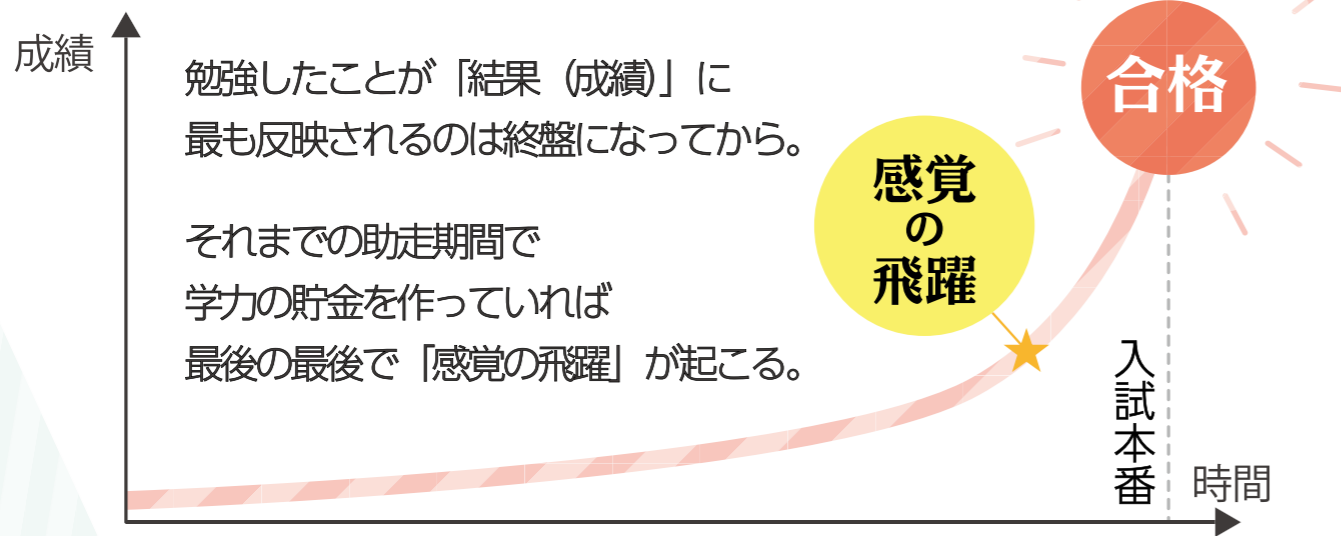 成績
勉強したことが「結果（成績）」に
最も反映されるのは終盤になってから。
それまでの助走期間で
学力の貯金を作っていれば
最後の最後で「感覚の飛躍」が起こる。
感覚
の
飛躍
合格
入試本番
時間